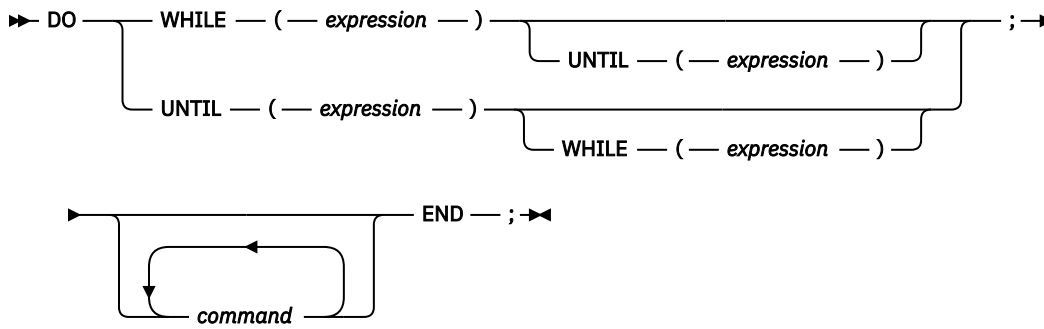 DO WHILE ( expression ) ;
UNTIL ( expression )
UNTIL ( expression )
WHILE ( expression )
END ;
command